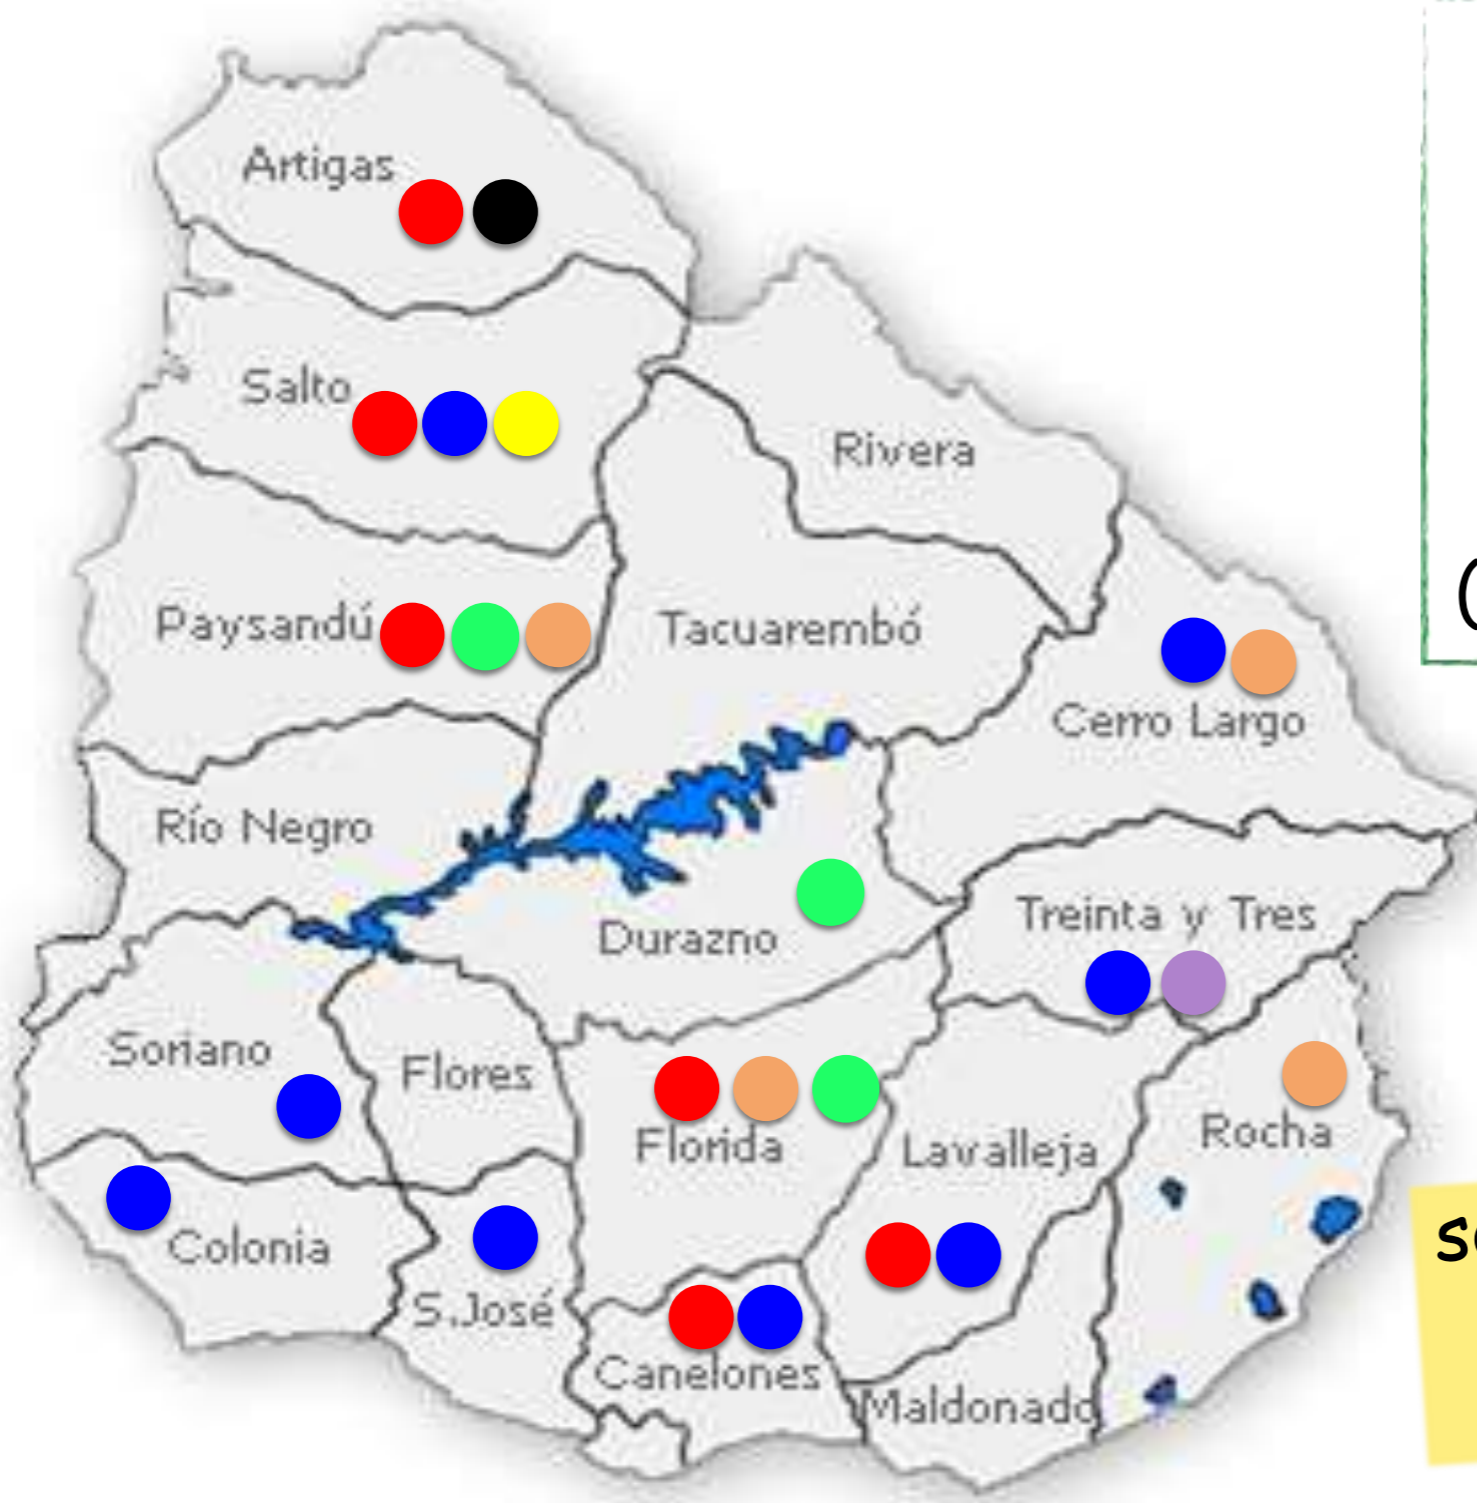 Artigas
Salto
Rivera
Paysandú
Tacuarembó
Cerro Largo
Río Negro
Treinta y Tres
Durazno
Soriano
Flores
Rocha
Florida
Lavalleja
Colonia
S.José
Canelones
Maldonado